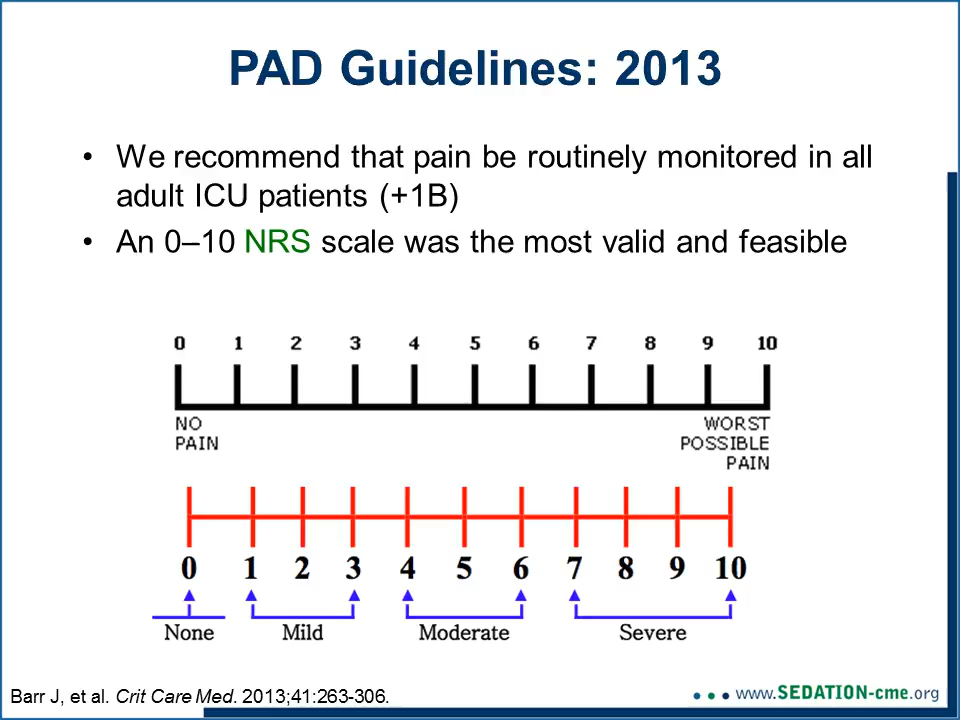 PAD Guidelines: 2013
• We recommend that pain be routinely monitored in all
adult ICU patients (+1B)
• An 0–10 NRS scale was the most valid and feasible
0 1 2 3 4 5 6 7 8 9 10
NO
PAIN
WORST
POSSIBLE
PAIN
0 1 2 3 4 5 6 7 8 9 10
None Mild Moderate Severe
Barr J, et al. Crit Care Med. 2013;41:263-306.
www.SEDATION-cme.org